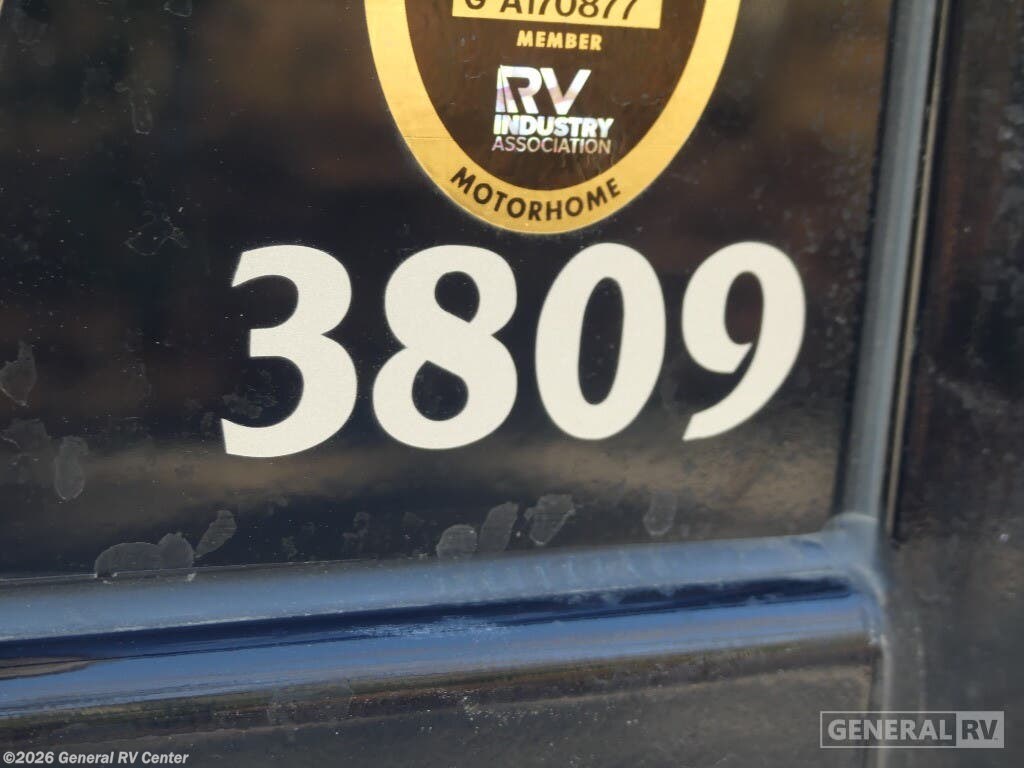 G A170877
MEMBER
RV
INDUSTRY
ASSOCIATION
MOTORHOME
3809
GENERAL RV
©2026 General RV Center